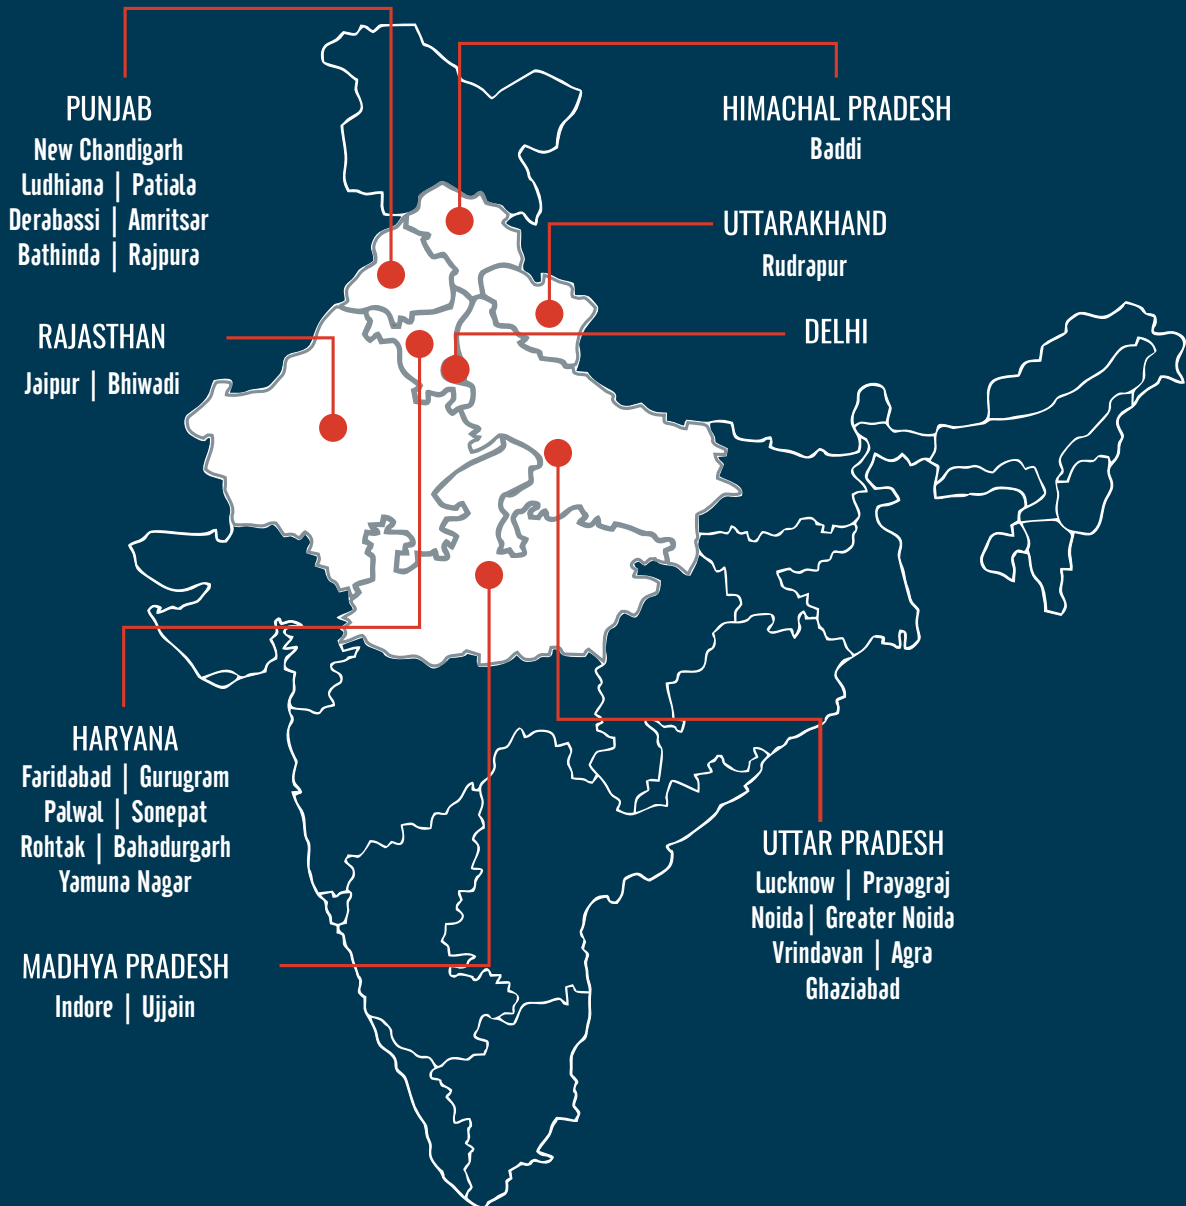 PUNJAB
New Chandigarh
Ludhiana | Patiala
Derabassi | Amritsar
Bathinda | Rajpura
HIMACHAL PRADESH
Baddi
UTTARAKHAND
Rudrapur
RAJASTHAN
Jaipur | Bhiwadi
DELHI
HARYANA
Faridabad | Gurugram
Palwal | Sonepat
Rohtak | Bahadurgarh
Yamuna Nagar
UTTAR PRADESH
Lucknow | Prayagraj
Noida| Greater Noida
Vrindavan | Agra
Ghaziabad
MADHYA PRADESH
Indore | Ujjain